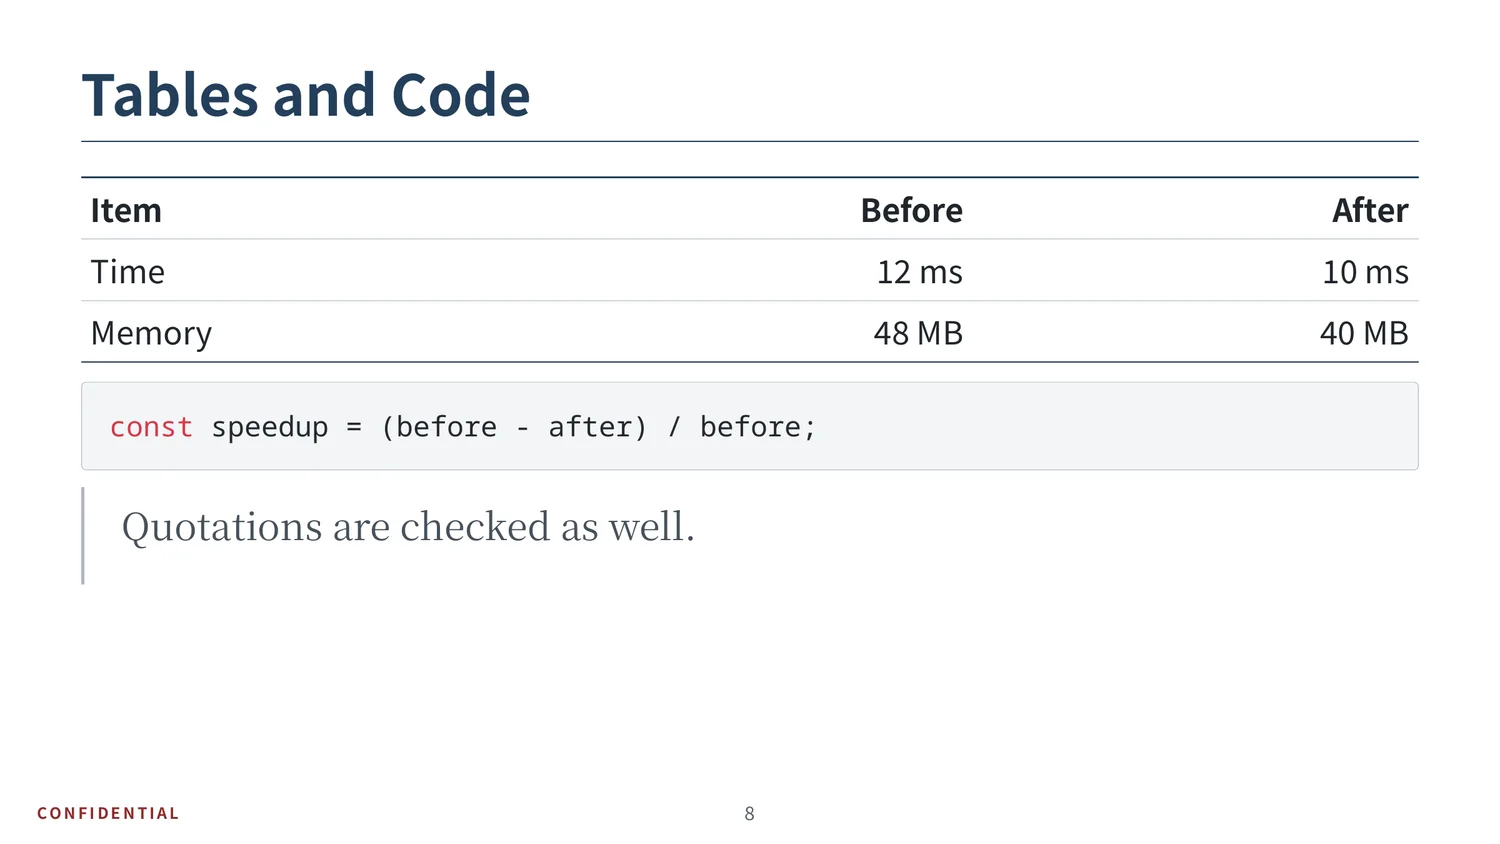 Tables and Code
Item Before After
Time 12 ms 10 ms
Memory 48 MB 40 MB
const speedup = (before - after) / before;
Quotations are checked as well.
CONFIDENTIAL 8